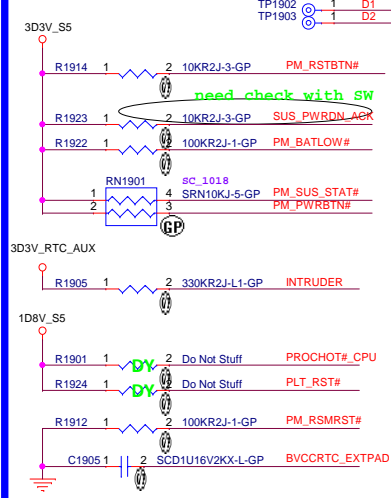 TP1902 1 D1
TP1903 1 D2
3D3V_S5
R1914 1 2 10KR2J-3-GP PM_RSTBTN#
need check with SW
R1923 1 2 10KR2J-3-GP SUS_PWRDN_ACK
R1922 1 2 100KR2J-1-GP PM_BATLOW#
RN1901 SC_1018
1 4 SRN10KJ-5-GP PM_SUS_STAT#
2 3 PM_PWRBTN#
GP
3D3V_RTC_AUX
R1905 1 2 330KR2J-L1-GP INTRUDER
1D8V_S5
R1901 1 DY 2 Do Not Stuff PROCHOT#_CPU
R1924 1 DY 2 Do Not Stuff PLT_RST#
R1912 1 2 100KR2J-1-GP PM_RSMRST#
C1905 1 2 SCD1U16V2KX-L-GP BVCCRTC_EXTPAD